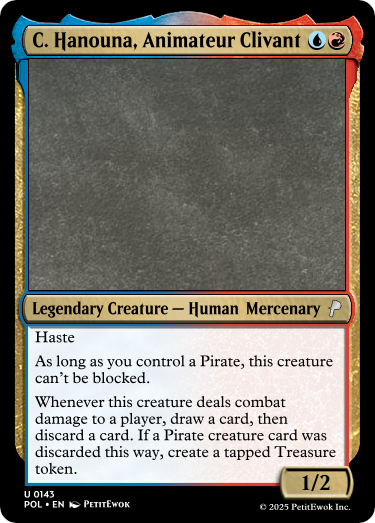 C. Hanouna, Animateur Clivant
Legendary Creature — Human Mercenary
Haste
As long as you control a Pirate, this creature
can't be blocked.
Whenever this creature deals combat
damage to a player, draw a card, then
discard a card. If a Pirate creature card was
discarded this way, create a tapped Treasure
token.
1/2
U 0143
POL • EN PetitEwok
© 2025 PetitEwok Inc.